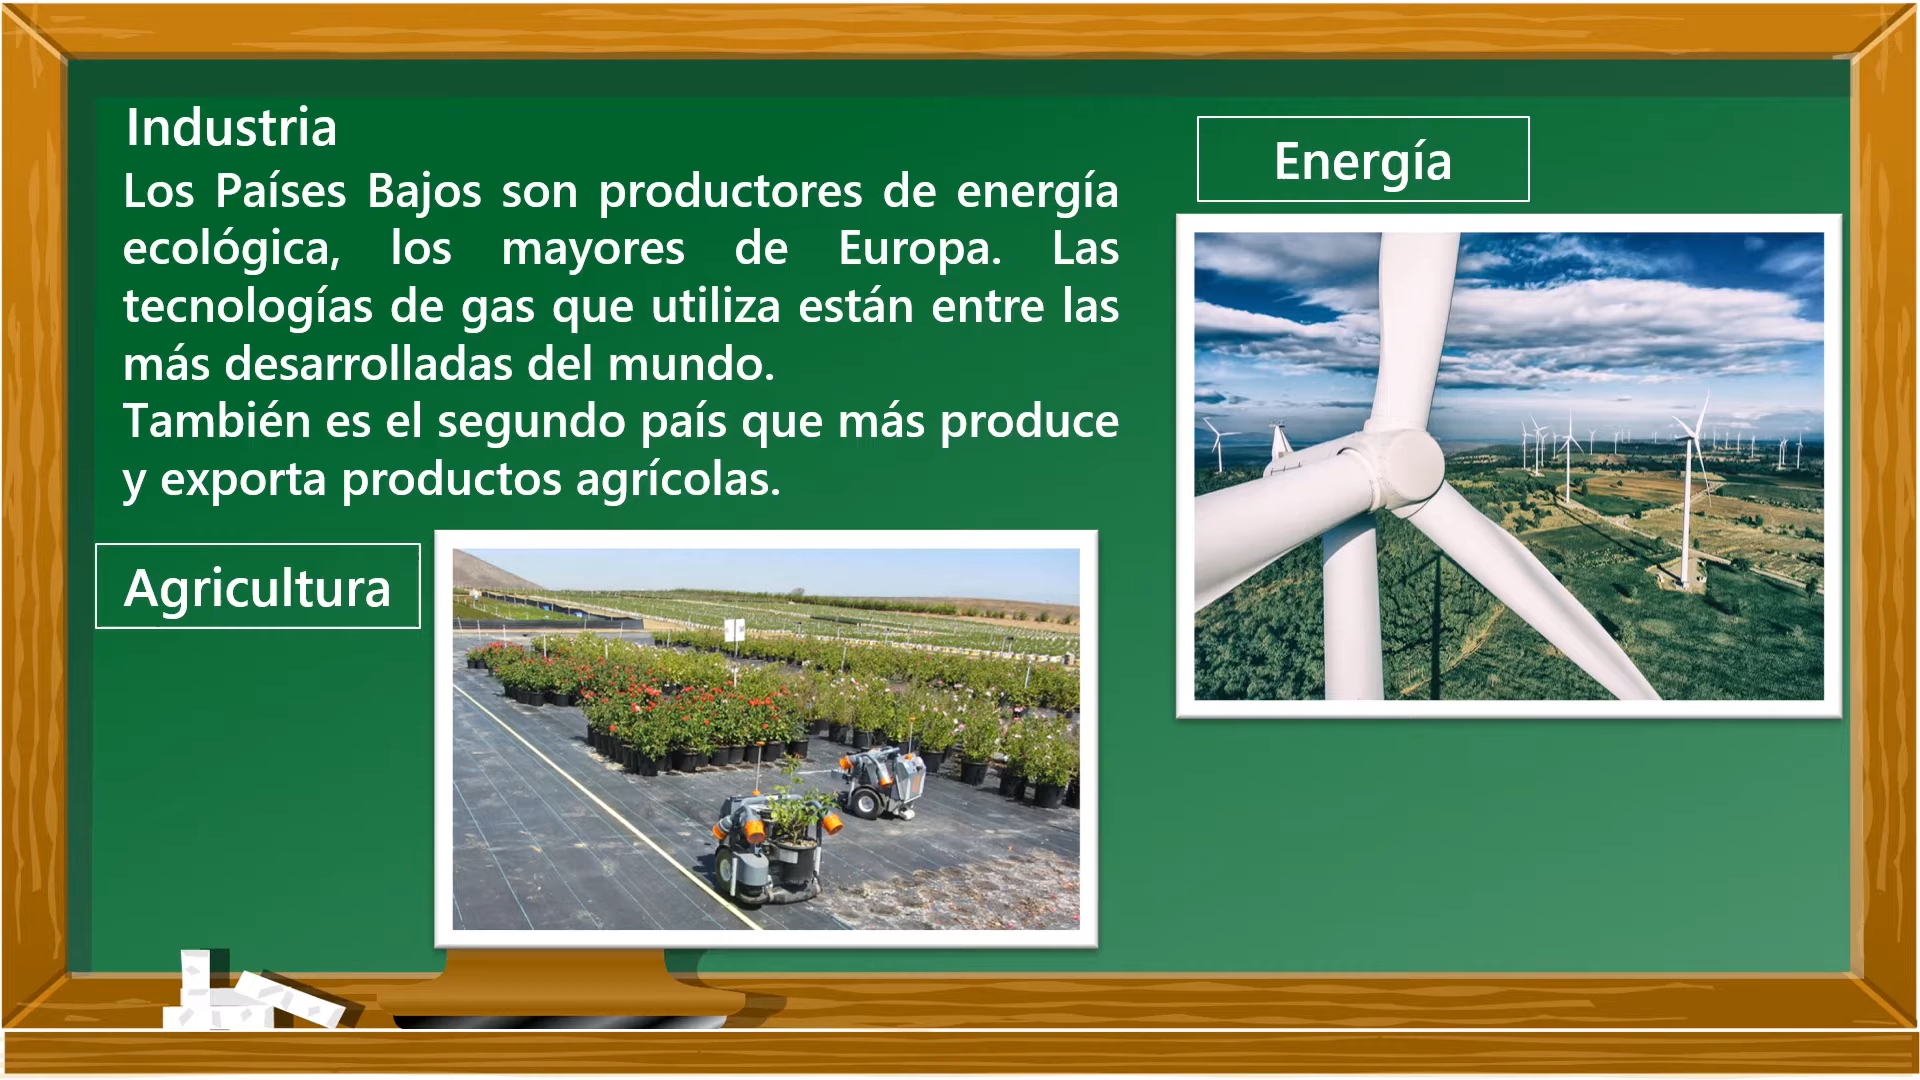 Industria
Los Países Bajos son productores de energía
ecológica, los mayores de Europa. Las
tecnologías de gas que utiliza están entre las
más desarrolladas del mundo.
También es el segundo país que más produce
y exporta productos agrícolas.
Energía
Agricultura